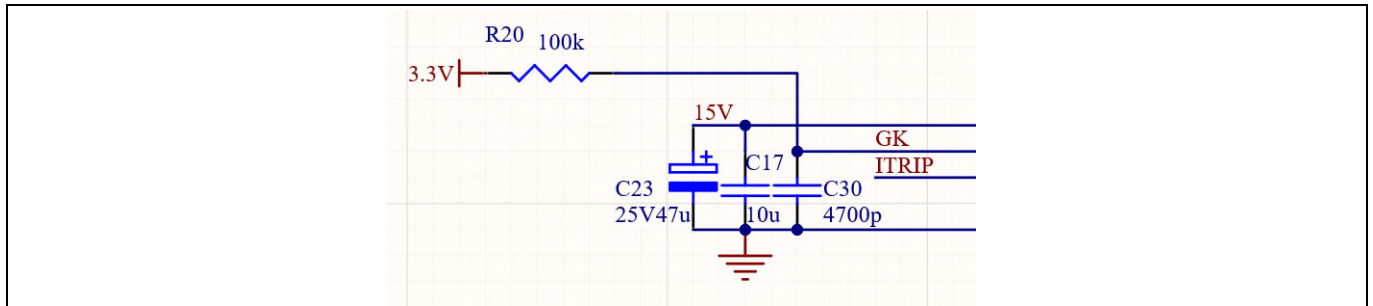 R20 100k
3.3V
15V
GK
C17
ITRIP
C23
C30
25V47u
10u
4700p